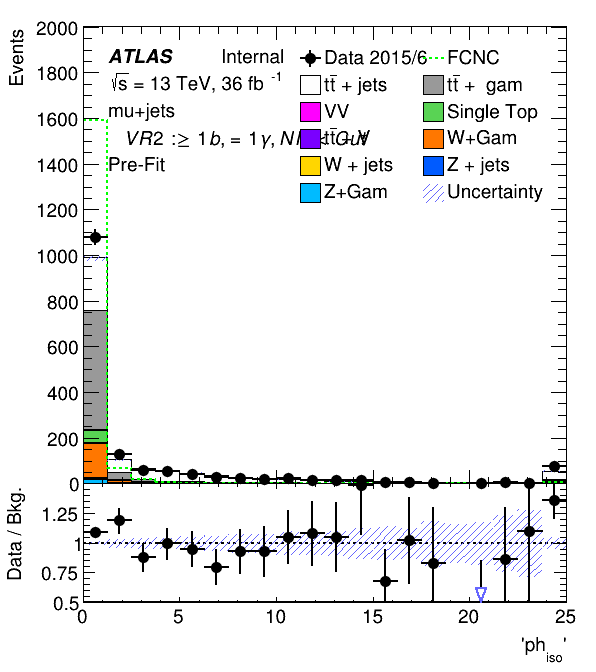 Events
2000
1800
1600
1400
1200
1000
800
600
400
200
0
ATLAS Internal
√s = 13 TeV, 36 fb -1
mu+jets
VR2 :≥ 1b, = 1γ,
Pre-Fit
Data 2015/6
FCNC
tt̄ + jets
tt̄ + gam
VV
Single Top
W+Gam
W + jets
Z + jets
Z+Gam
Uncertainty
Data / Bkg.
1.25
1
0.75
0.5
0 5 10 15 20 25
'ph_iso'